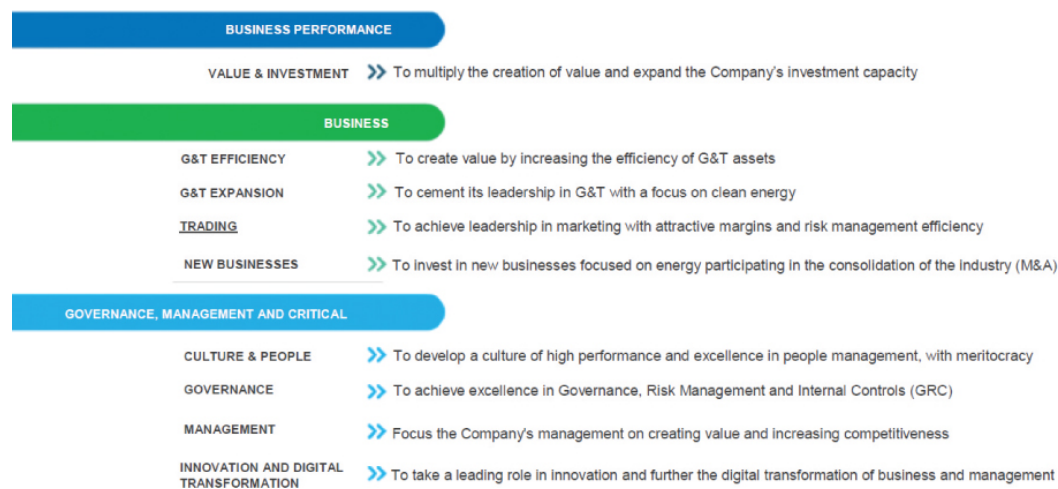 BUSINESS PERFORMANCE
VALUE & INVESTMENT To multiply the creation of value and expand the Company's investment capacity
BUSINESS
G&T EFFICIENCY To create value by increasing the efficiency of G&T assets
G&T EXPANSION To cement its leadership in G&T with a focus on clean energy
TRADING To achieve leadership in marketing with attractive margins and risk management efficiency
NEW BUSINESSES To invest in new businesses focused on energy participating in the consolidation of the industry (M&A)
GOVERNANCE, MANAGEMENT AND CRITICAL
CULTURE & PEOPLE To develop a culture of high performance and excellence in people management, with meritocracy
GOVERNANCE To achieve excellence in Governance, Risk Management and Internal Controls (GRC)
MANAGEMENT Focus the Company's management on creating value and increasing competitiveness
INNOVATION AND DIGITAL
TRANSFORMATION To take a leading role in innovation and further the digital transformation of business and management